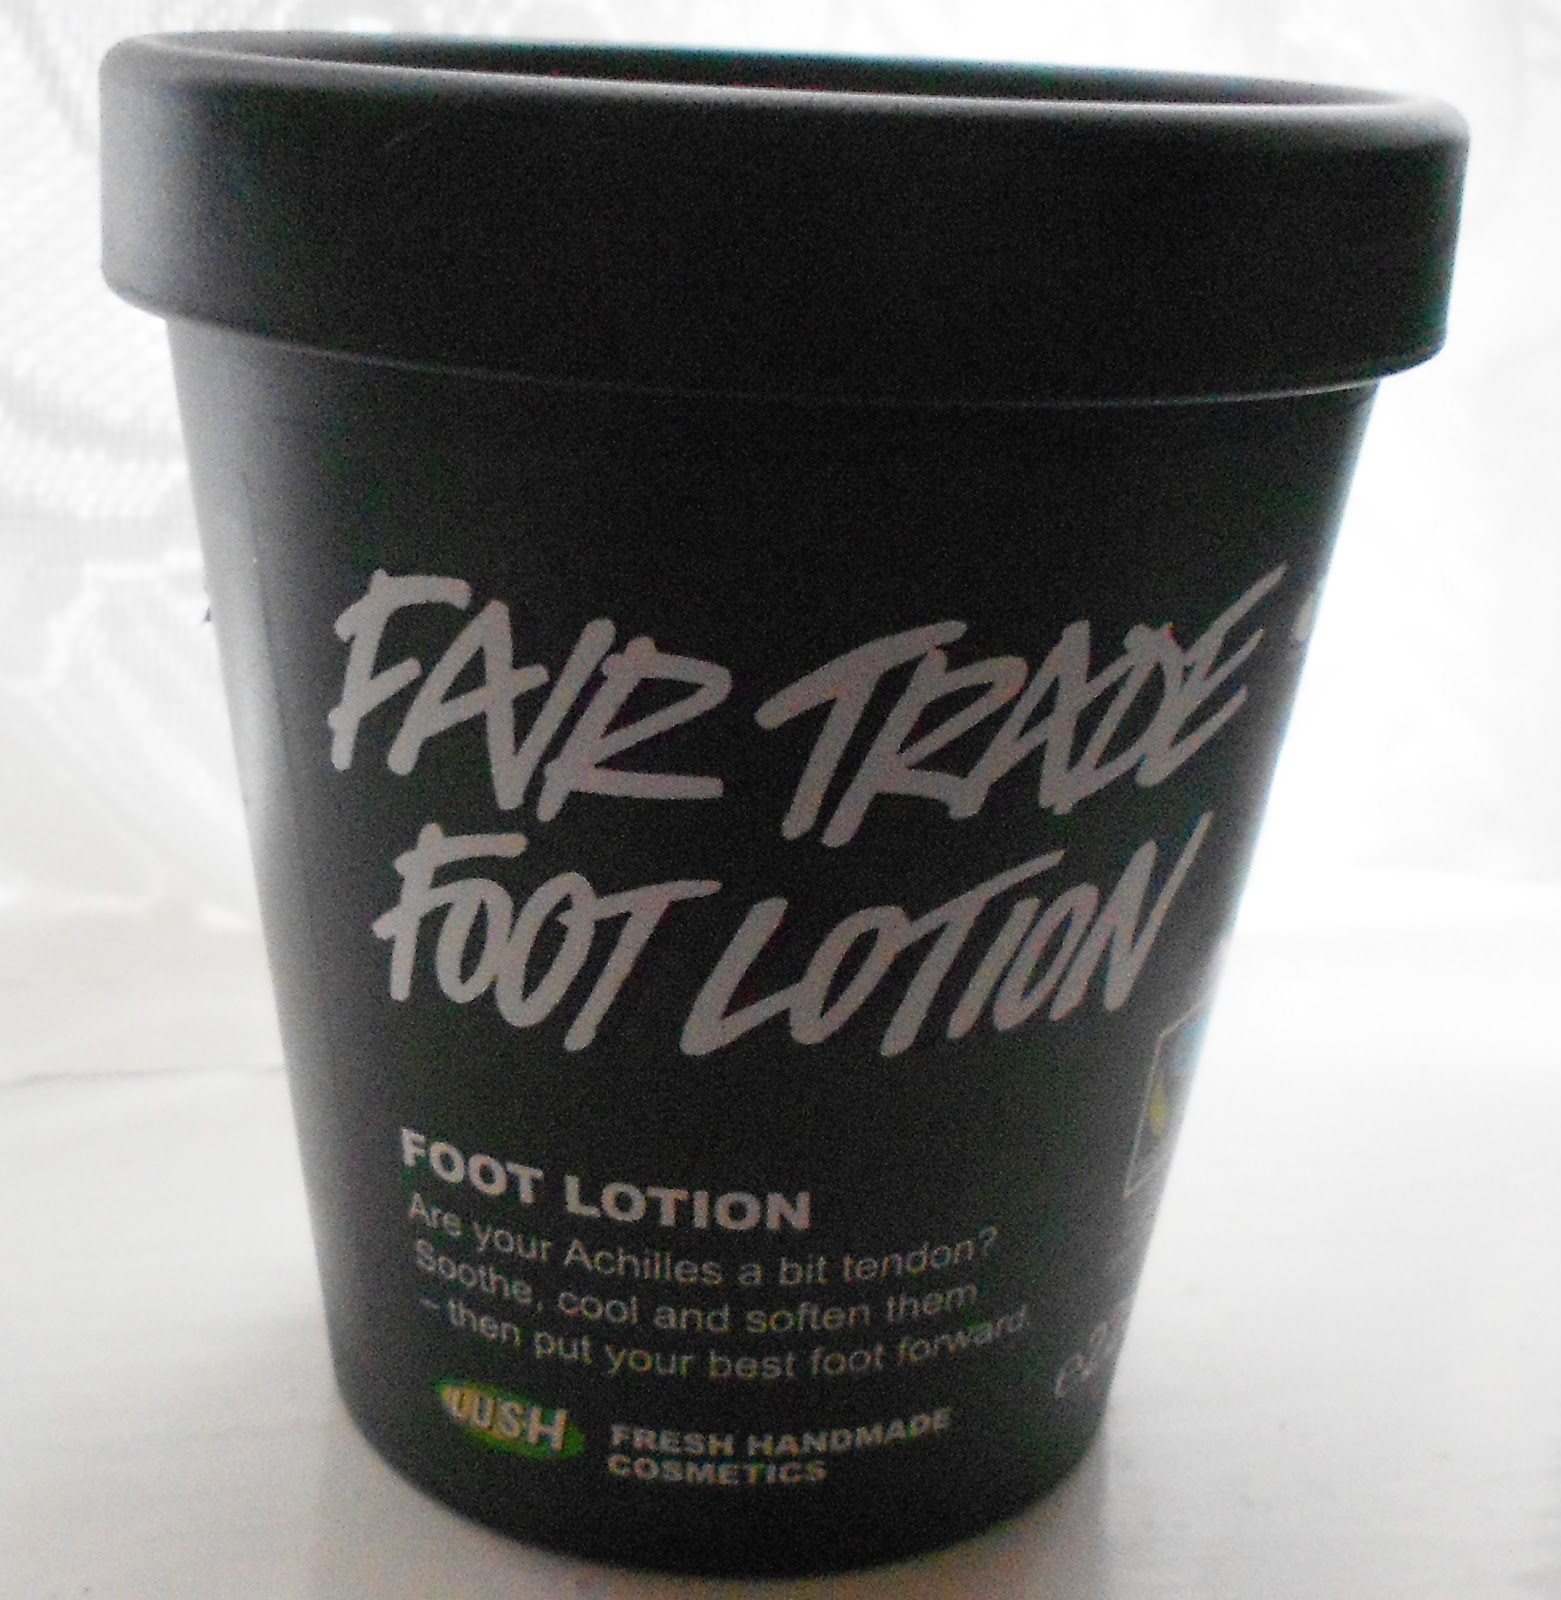 FAIR TRADE
FOOT LOTION
FOOT LOTION
Are your Achilles a bit tendon?
Soothe, cool and soften them
– then put your best foot forward.
LUSH
FRESH HANDMADE
COSMETICS